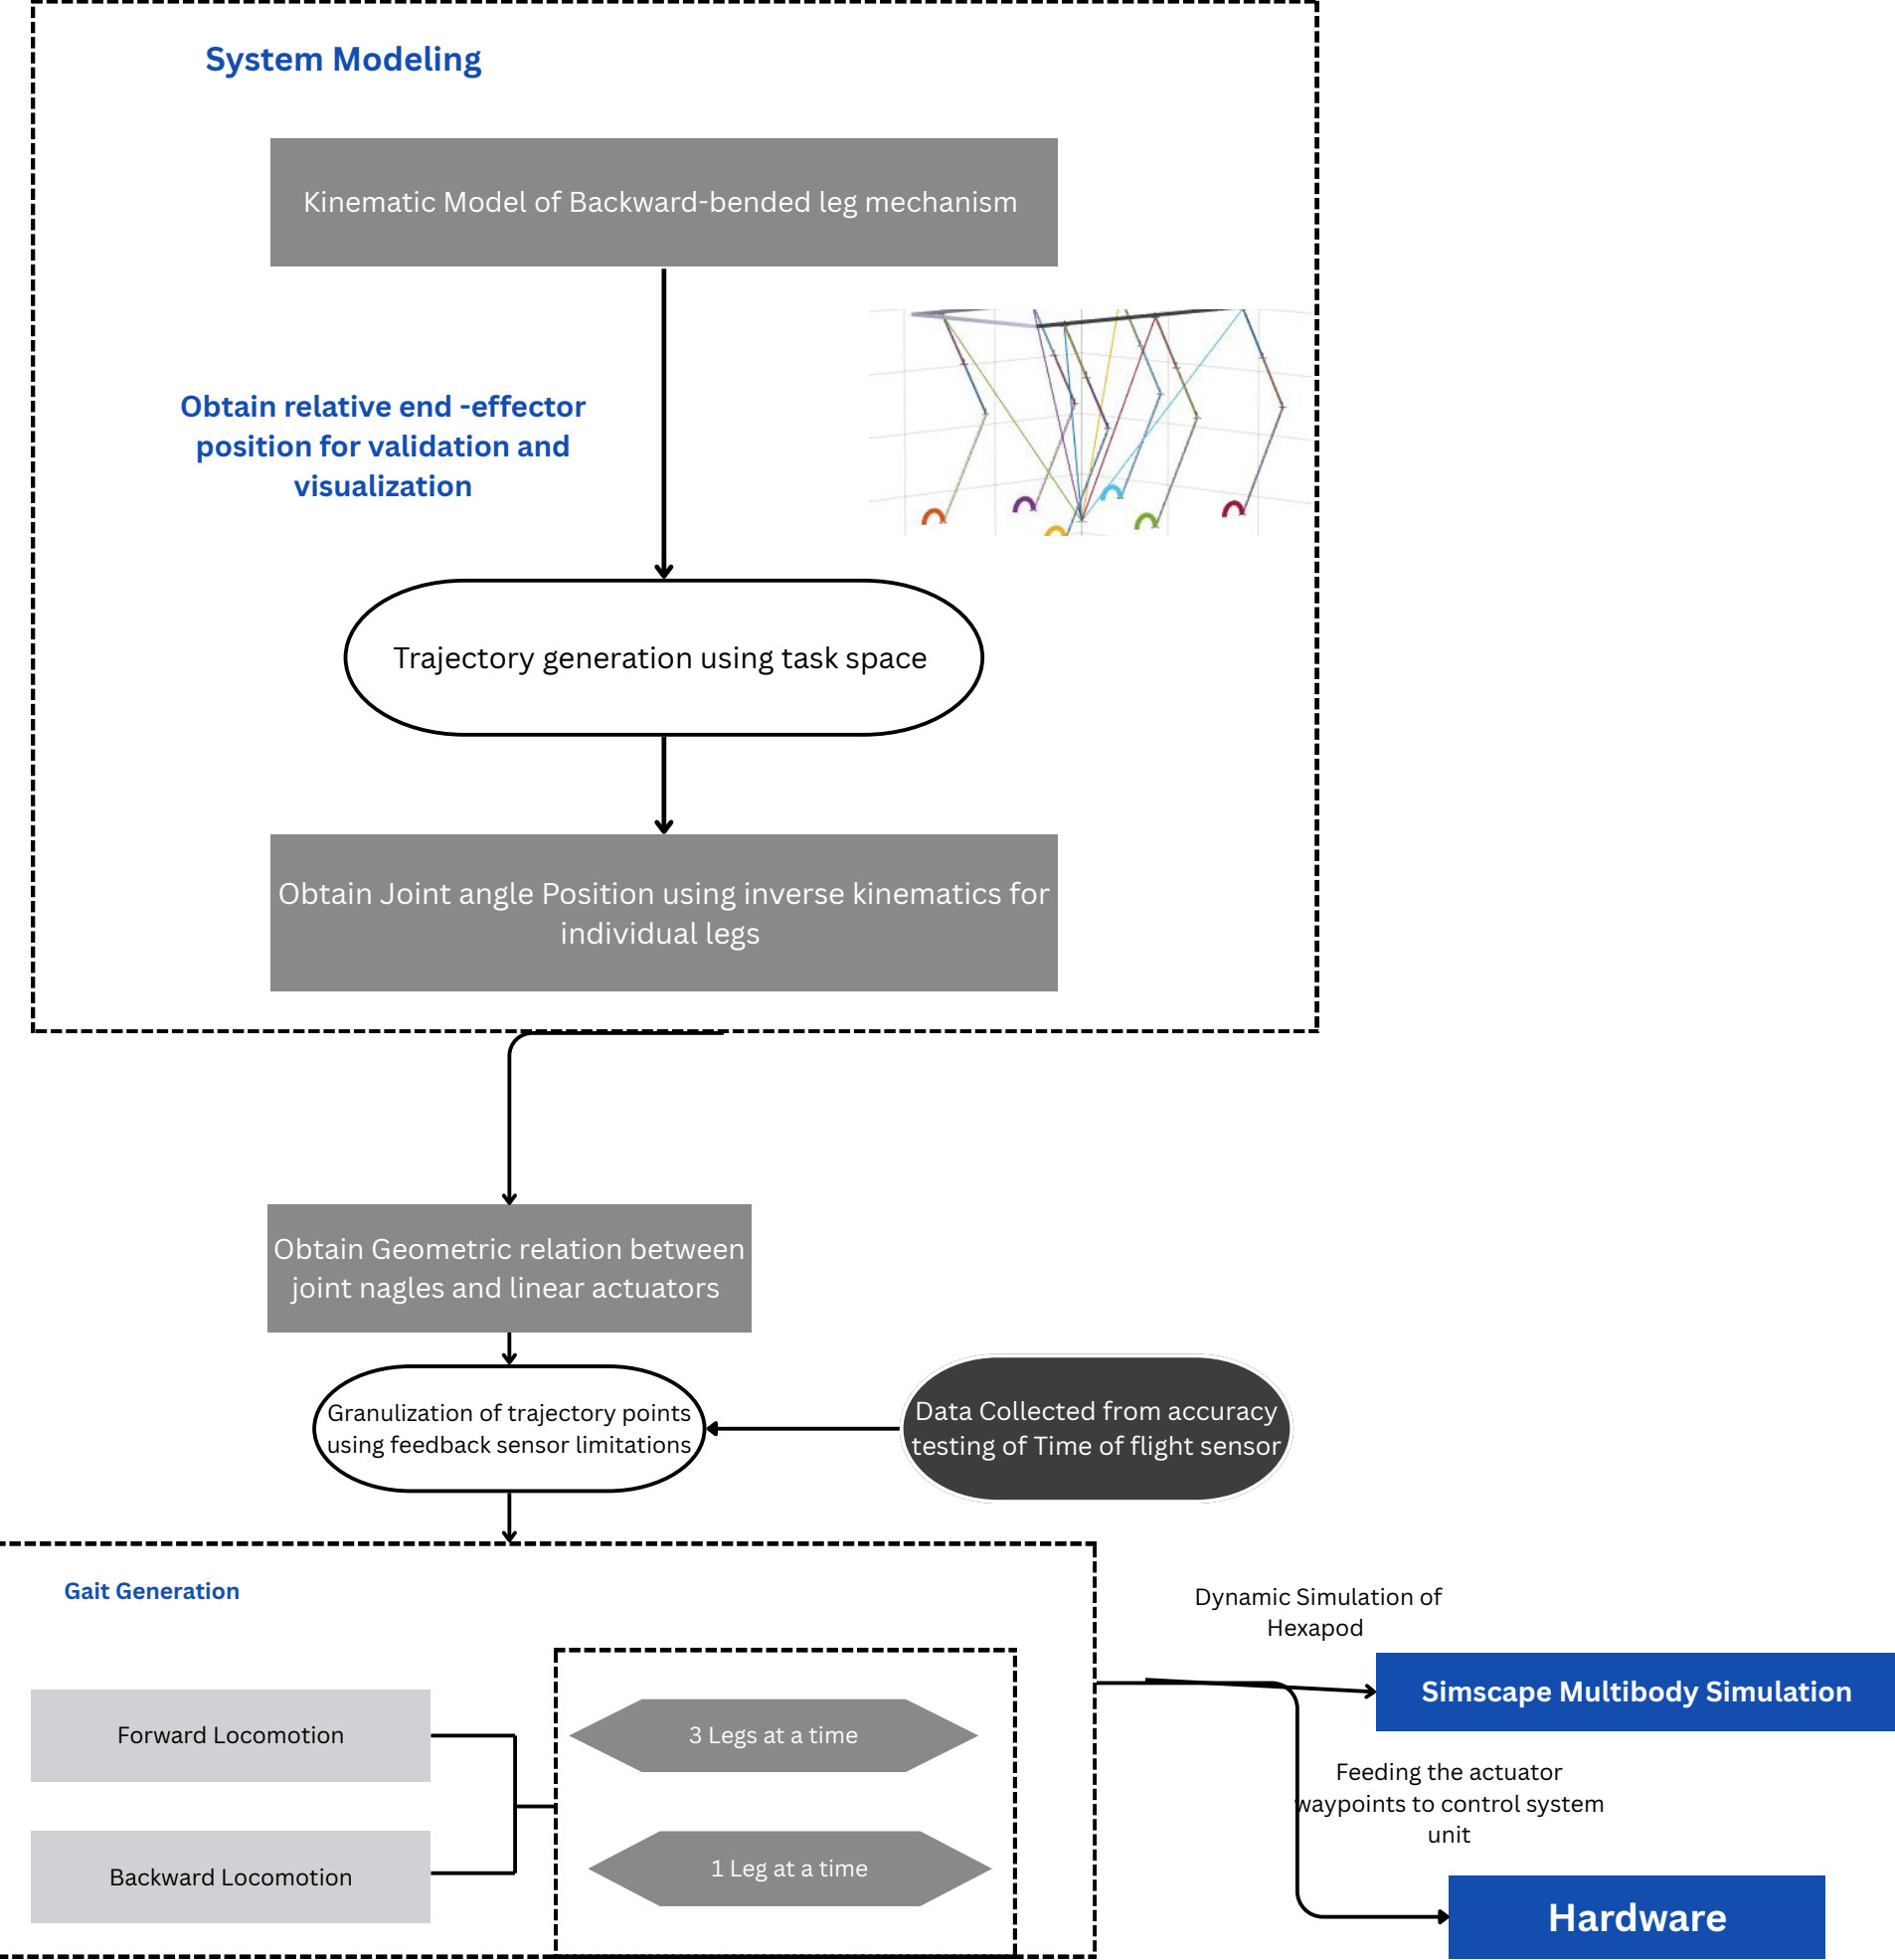 System Modeling
Kinematic Model of Backward-bended leg mechanism
Obtain relative end -effector
position for validation and
visualization
Trajectory generation using task space
Obtain Joint angle Position using inverse kinematics for
individual legs
Obtain Geometric relation between
joint nagles and linear actuators
Granulization of trajectory points
using feedback sensor limitations
Data Collected from accuracy
testing of Time of flight sensor
Gait Generation
Forward Locomotion
Backward Locomotion
3 Legs at a time
1 Leg at a time
Dynamic Simulation of
Hexapod
Simscape Multibody Simulation
Feeding the actuator
waypoints to control system
unit
Hardware